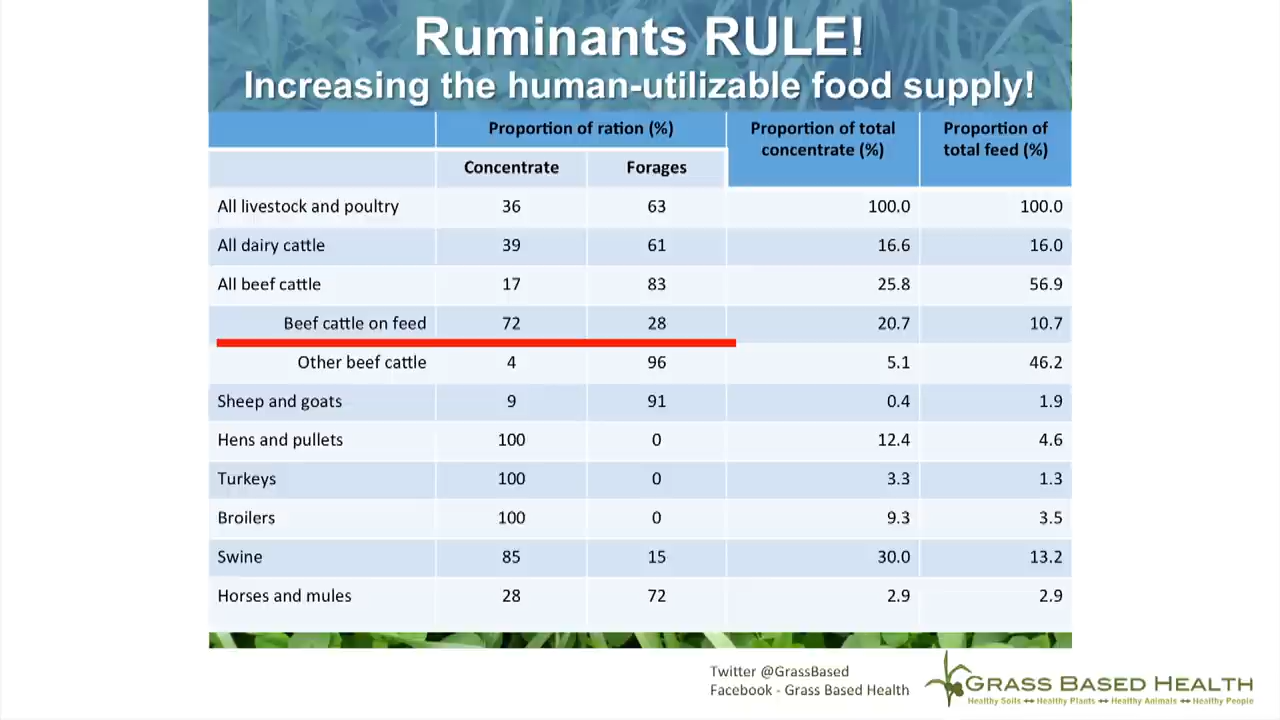 Ruminants RULE!
Increasing the human-utilizable food supply!
Proportion of ration (%) Proportion of total concentrate (%) Proportion of total feed (%)
Concentrate Forages
All livestock and poultry 36 63 100.0 100.0
All dairy cattle 39 61 16.6 16.0
All beef cattle 17 83 25.8 56.9
Beef cattle on feed 72 28 20.7 10.7
Other beef cattle 4 96 5.1 46.2
Sheep and goats 9 91 0.4 1.9
Hens and pullets 100 0 12.4 4.6
Turkeys 100 0 3.3 1.3
Broilers 100 0 9.3 3.5
Swine 85 15 30.0 13.2
Horses and mules 28 72 2.9 2.9
Twitter @GrassBased
Facebook - Grass Based Health
GRASS BASED HEALTH
Healthy Soils ↔ Healthy Plants ↔ Healthy Animals ↔ Healthy People